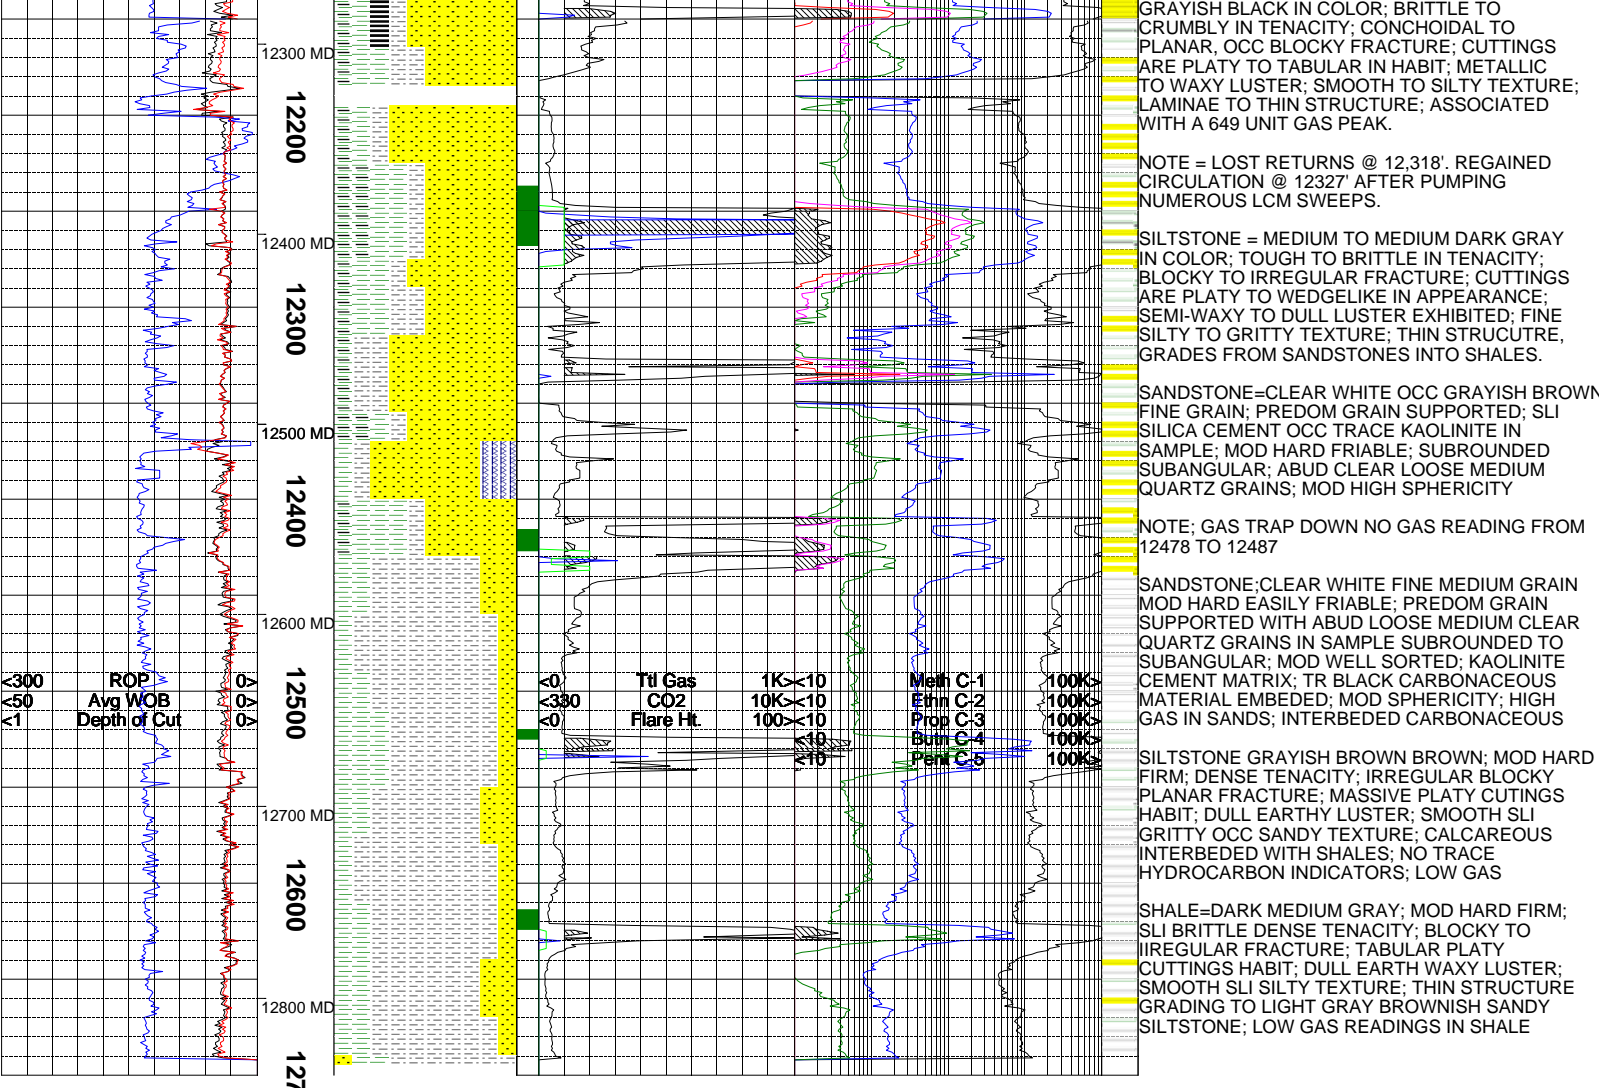 GRAYISH BLACK IN COLOR; BRITTLE TO
CRUMBLY IN TENACITY; CONCHOIDAL TO
PLANAR, OCC BLOCKY FRACTURE; CUTTINGS
ARE PLATY TO TABULAR IN HABIT; METALLIC
TO WAXY LUSTER; SMOOTH TO SILTY TEXTURE;
LAMINAE TO THIN STRUCTURE; ASSOCIATED
WITH A 649 UNIT GAS PEAK.
NOTE = LOST RETURNS @ 12,318'. REGAINED
CIRCULATION @ 12327' AFTER PUMPING
NUMEROUS LCM SWEEPS.
SILTSTONE = MEDIUM TO MEDIUM DARK GRAY
IN COLOR; TOUGH TO BRITTLE IN TENACITY;
BLOCKY TO IRREGULAR FRACTURE; CUTTINGS
ARE PLATY TO WEDGELIKE IN APPEARANCE;
SEMI-WAXY TO DULL LUSTER EXHIBITED; FINE
SILTY TO GRITTY TEXTURE; THIN STRUCUTRE,
GRADES FROM SANDSTONES INTO SHALES.
SANDSTONE=CLEAR WHITE OCC GRAYISH BROWN
FINE GRAIN; PREDOM GRAIN SUPPORTED; SLI
SILICA CEMENT OCC TRACE KAOLINITE IN
SAMPLE; MOD HARD FRIABLE; SUBROUNDED
SUBANGULAR; ABUD CLEAR LOOSE MEDIUM
QUARTZ GRAINS; MOD HIGH SPHERICITY
NOTE; GAS TRAP DOWN NO GAS READING FROM
12478 TO 12487
SANDSTONE;CLEAR WHITE FINE MEDIUM GRAIN
MOD HARD EASILY FRIABLE; PREDOM GRAIN
SUPPORTED WITH ABUD LOOSE MEDIUM CLEAR
QUARTZ GRAINS IN SAMPLE SUBROUNDED TO
SUBANGULAR; MOD WELL SORTED; KAOLINITE
CEMENT MATRIX; TR BLACK CARBONACEOUS
MATERIAL EMBEDED; MOD SPHERICITY; HIGH
GAS IN SANDS; INTERBEDED CARBONACEOUS
SILTSTONE GRAYISH BROWN BROWN; MOD HARD
FIRM; DENSE TENACITY; IRREGULAR BLOCKY
PLANAR FRACTURE; MASSIVE PLATY CUTINGS
HABIT; DULL EARTHY LUSTER; SMOOTH SLI
GRITTY OCC SANDY TEXTURE; CALCAREOUS
INTERBEDED WITH SHALES; NO TRACE
HYDROCARBON INDICATORS; LOW GAS
SHALE=DARK MEDIUM GRAY; MOD HARD FIRM;
SLI BRITTLE DENSE TENACITY; BLOCKY TO
IIREGULAR FRACTURE; TABULAR PLATY
CUTTINGS HABIT; DULL EARTH WAXY LUSTER;
SMOOTH SLI SILTY TEXTURE; THIN STRUCTURE
GRADING TO LIGHT GRAY BROWNISH SANDY
SILTSTONE; LOW GAS READINGS IN SHALE
12300 MD
12400 MD
12500 MD
12600 MD
12700 MD
12800 MD
12200
12300
12400
12500
12600
<300 ROP 0>
<50 Avg WOB 0>
<1 Depth of Cut 0>
<0 Ttl Gas 1K>
<330 CO2 10K>
<0 Flare Ht. 100>
<10 Meth C-1 100K>
<10 Ethn C-2 100K>
<10 Prop C-3 100K>
<10 Butn C-4 100K>
<10 Pent C-5 100K>